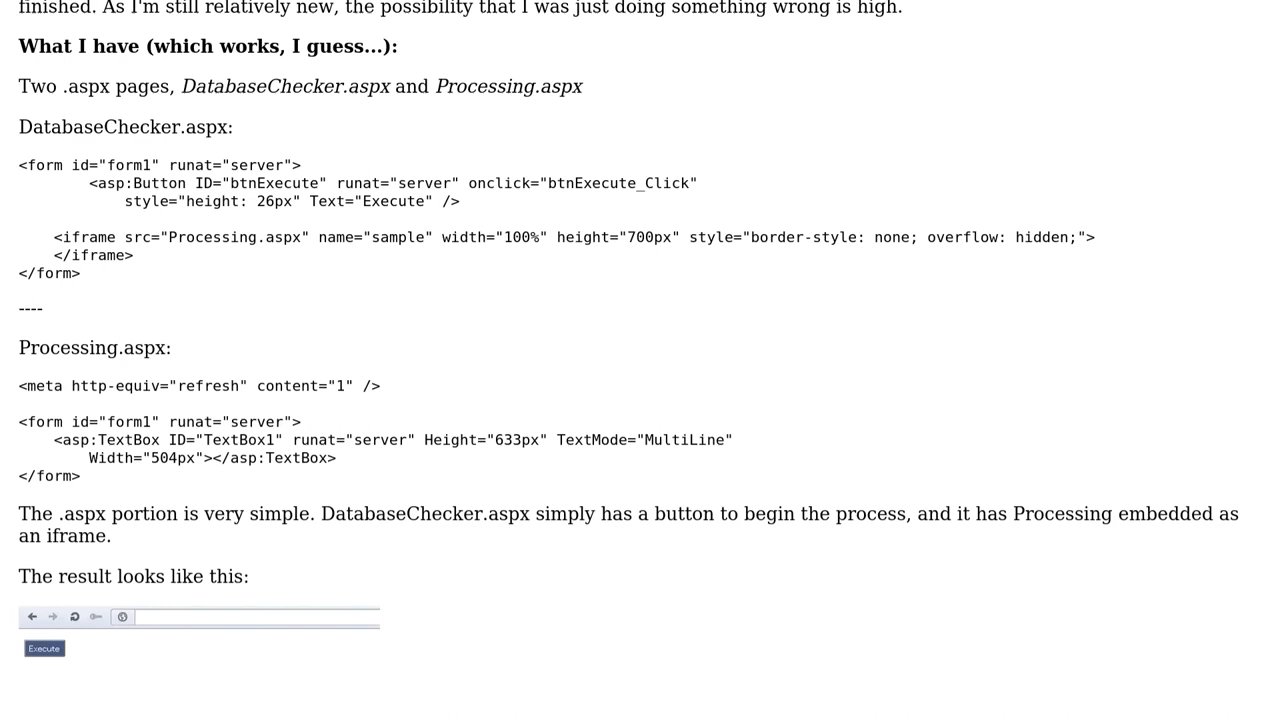 finished. As I'm still relatively new, the possibility that I was just doing something wrong is high.
What I have (which works, I guess...):
Two .aspx pages, DatabaseChecker.aspx and Processing.aspx
DatabaseChecker.aspx:
<form id="form1" runat="server">
        <asp:Button ID="btnExecute" runat="server" onclick="btnExecute_Click"
            style="height: 26px" Text="Execute" />
    <iframe src="Processing.aspx" name="sample" width="100%" height="700px" style="border-style: none; overflow: hidden;">
    </iframe>
</form>
----
Processing.aspx:
<meta http-equiv="refresh" content="1" />
<form id="form1" runat="server">
    <asp:TextBox ID="TextBox1" runat="server" Height="633px" TextMode="MultiLine"
        Width="504px"></asp:TextBox>
</form>
The .aspx portion is very simple. DatabaseChecker.aspx simply has a button to begin the process, and it has Processing embedded as
an iframe.
The result looks like this:
Execute